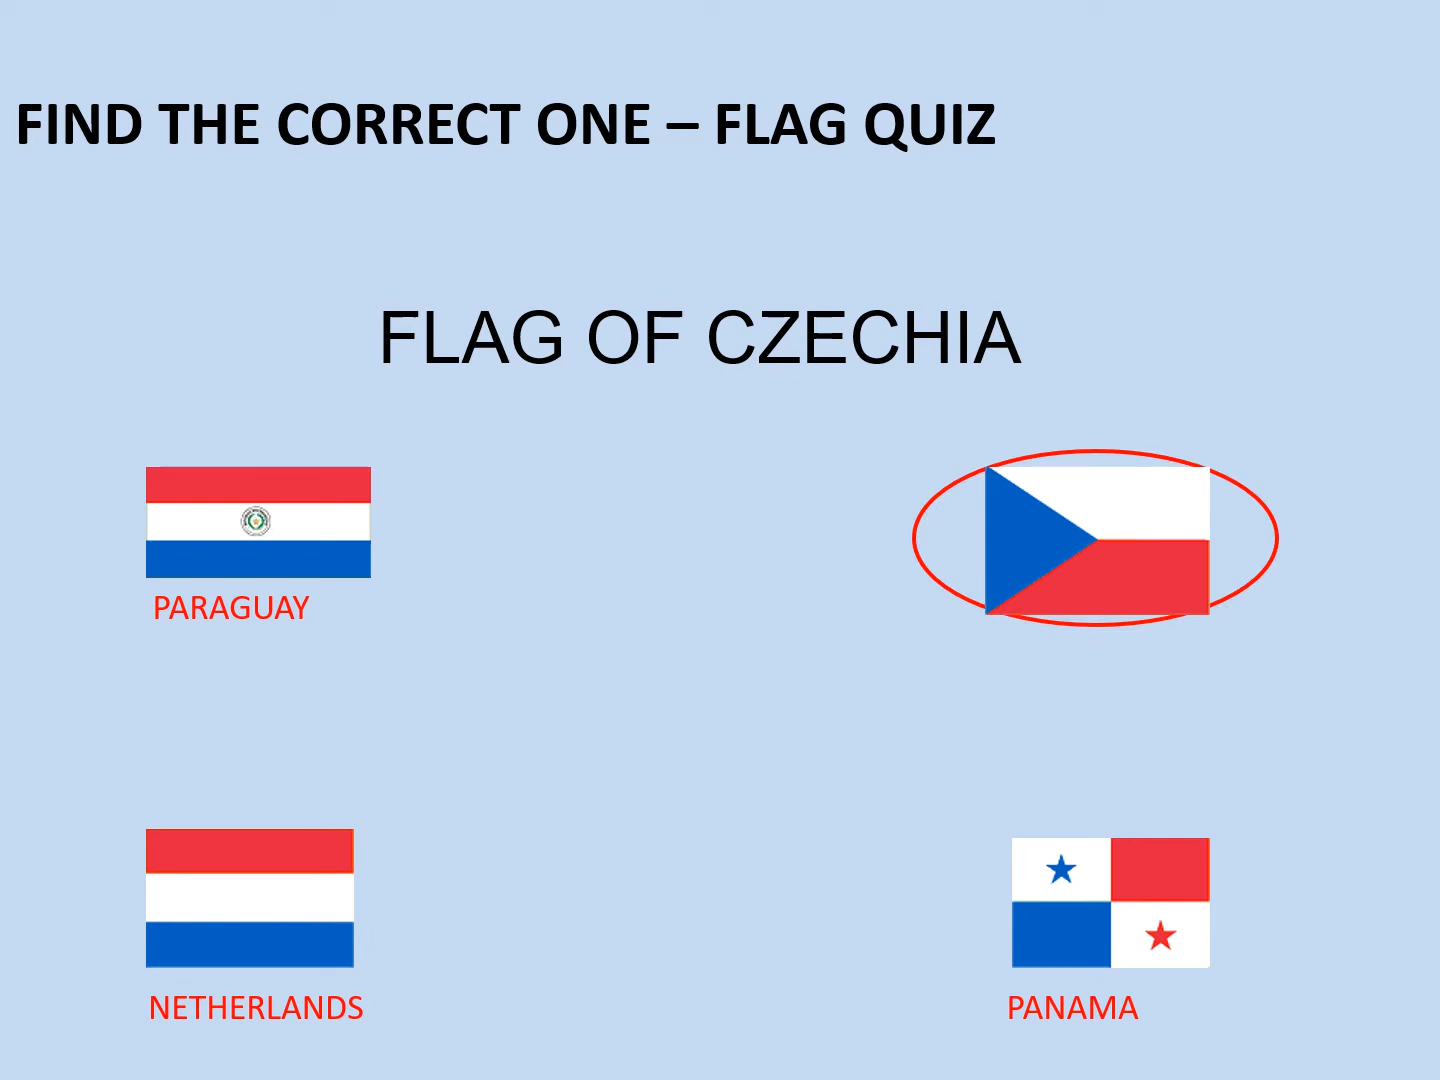 FIND THE CORRECT ONE – FLAG QUIZ
FLAG OF CZECHIA
PARAGUAY
NETHERLANDS
PANAMA